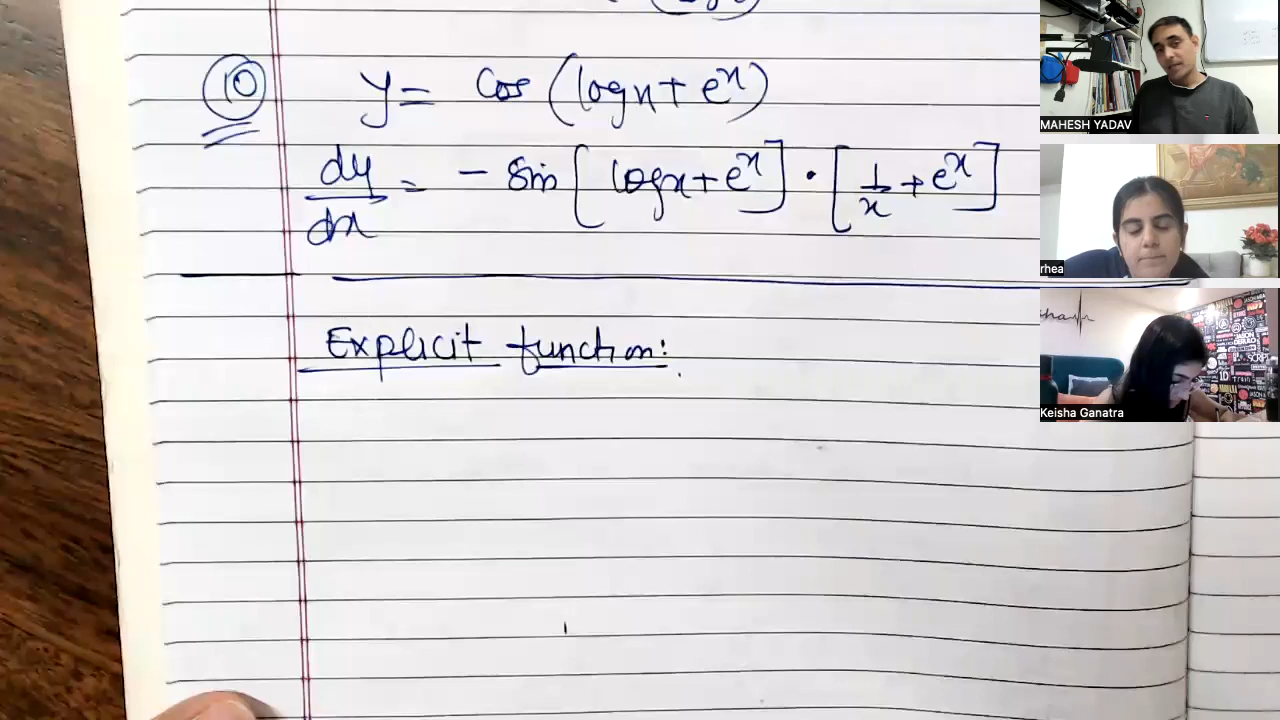 10 y = cos (log x + e^x)
dy/dx = - sin [log x + e^x] · [1/x + e^x]
Explicit function:
MAHESH YADAV
rhea
Keisha Ganatra